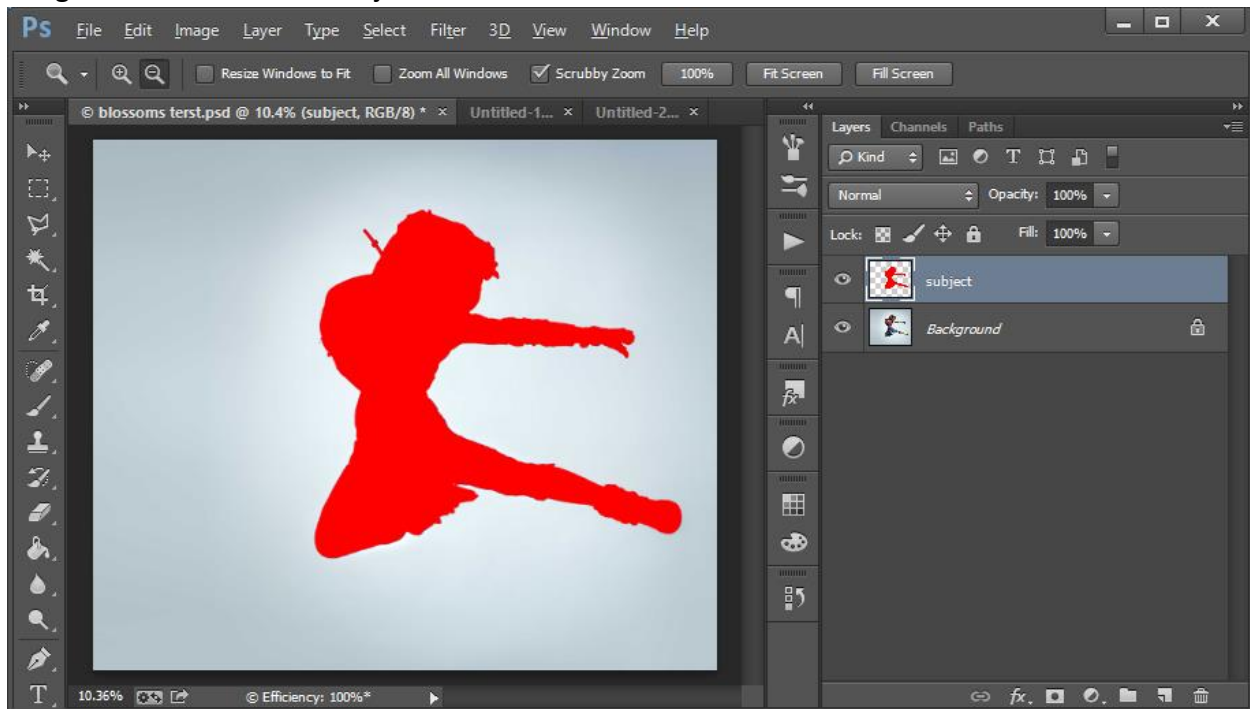 Ps File Edit Image Layer Type Select Filter 3D View Window Help
Resize Windows to Fit Zoom All Windows Scrubby Zoom 100% Fit Screen Fill Screen
© blossoms terst.psd @ 10.4% (subject, RGB/8) * × Untitled-1... × Untitled-2... ×
Layers Channels Paths
Kind
Normal Opacity: 100%
Lock: Fill: 100%
subject
Background
10.36% © Efficiency: 100%*